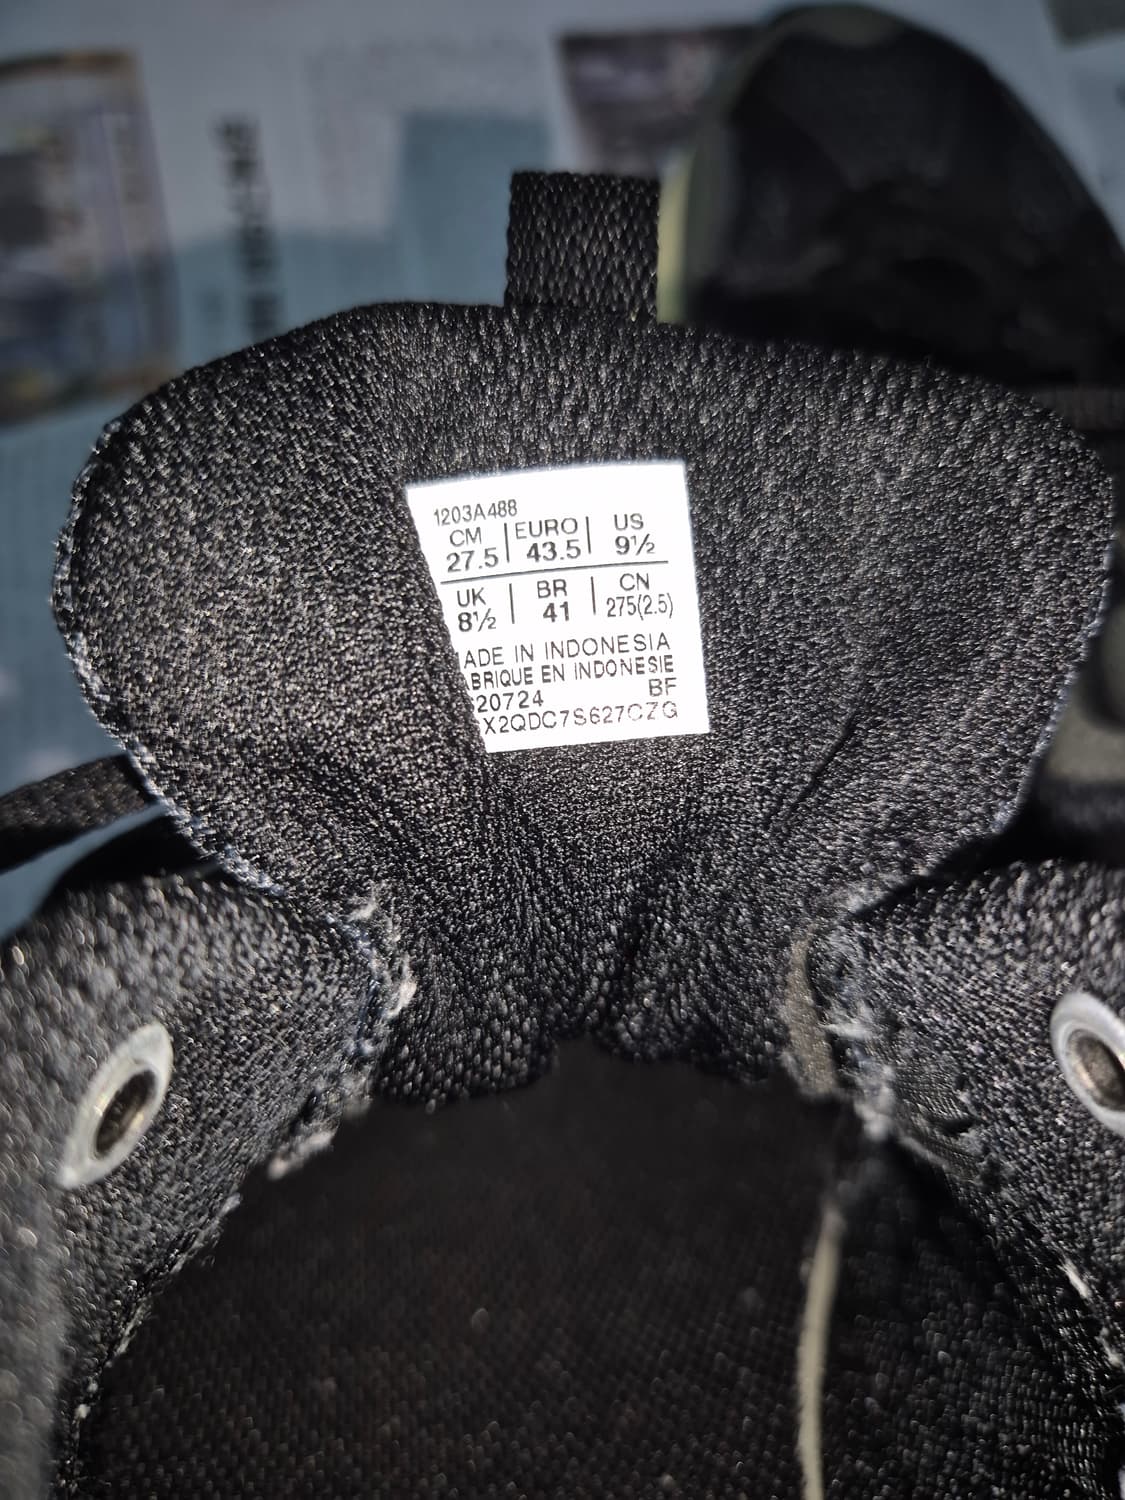 1203A488
CM | EURO | US
27.5 | 43.5 | 9½
UK | BR | CN
8½ | 41 | 275(2.5)
ADE IN INDONESIA
ABRIQUE EN INDONESIE
20724 BF
X2QDC7S627CZG